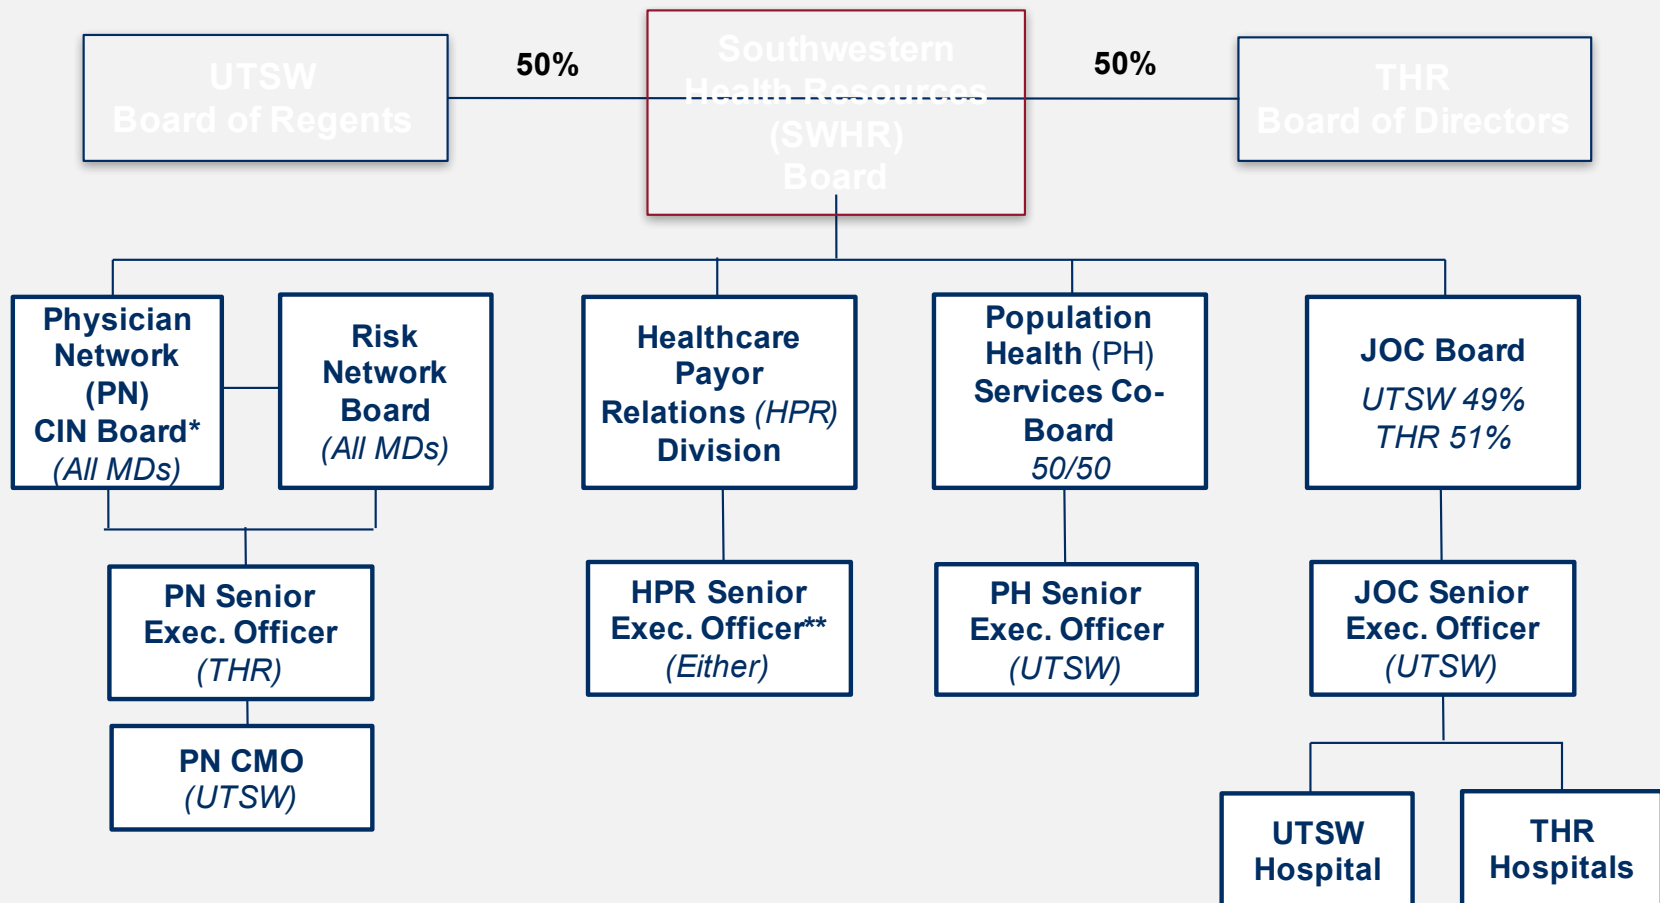 UTSW
Board of Regents
50%
Southwestern
Health Resources
(SWHR)
Board
50%
THR
Board of Directors
Physician
Network
(PN)
CIN Board*
(All MDs)
Risk
Network
Board
(All MDs)
Healthcare
Payor
Relations (HPR)
Division
Population
Health (PH)
Services Co-
Board
50/50
JOC Board
UTSW 49%
THR 51%
PN Senior
Exec. Officer
(THR)
HPR Senior
Exec. Officer**
(Either)
PH Senior
Exec. Officer
(UTSW)
JOC Senior
Exec. Officer
(UTSW)
PN CMO
(UTSW)
UTSW
Hospital
THR
Hospitals